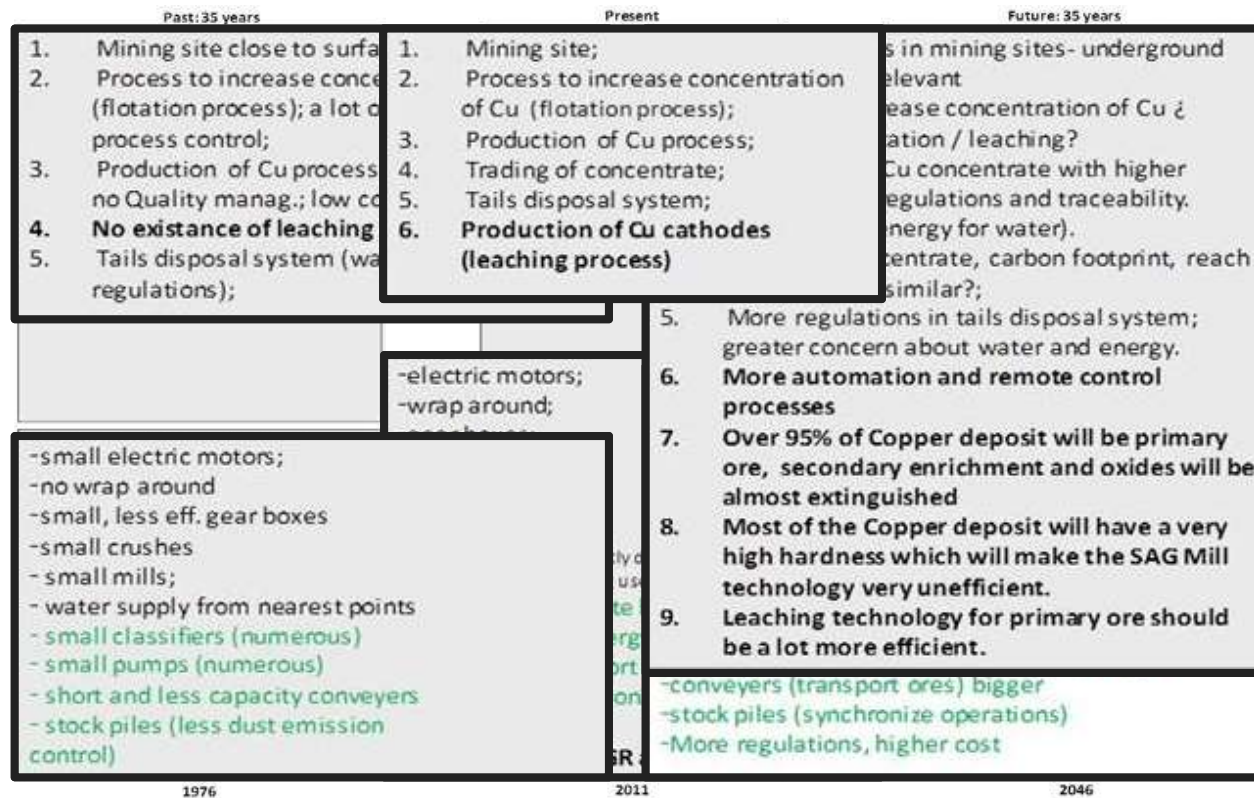 Past: 35 years
Present
Future: 35 years
1. Mining site close to surfa
2. Process to increase conce
(flotation process); a lot o
process control;
3. Production of Cu process
no Quality manag.; low co
4. No existance of leaching
5. Tails disposal system (wa
regulations);
1. Mining site;
2. Process to increase concentration
of Cu (flotation process);
3. Production of Cu process;
4. Trading of concentrate;
5. Tails disposal system;
6. Production of Cu cathodes
(leaching process)
s in mining sites- underground
elevant
ease concentration of Cu ¿
ation / leaching?
Cu concentrate with higher
egulations and traceability.
nergy for water).
centrate, carbon footprint, reach
similar?;
5. More regulations in tails disposal system;
greater concern about water and energy.
6. More automation and remote control
processes
7. Over 95% of Copper deposit will be primary
ore, secondary enrichment and oxides will be
almost extinguished
8. Most of the Copper deposit will have a very
high hardness which will make the SAG Mill
technology very unefficient.
9. Leaching technology for primary ore should
be a lot more efficient.
-electric motors;
-wrap around;
-small electric motors;
-no wrap around
-small, less eff. gear boxes
-small crushes
- small mills;
- water supply from nearest points
- small classifiers (numerous)
- small pumps (numerous)
- short and less capacity conveyers
- stock piles (less dust emission
control)
-conveyers (transport ores) bigger
-stock piles (synchronize operations)
-More regulations, higher cost
1976
2011
2046